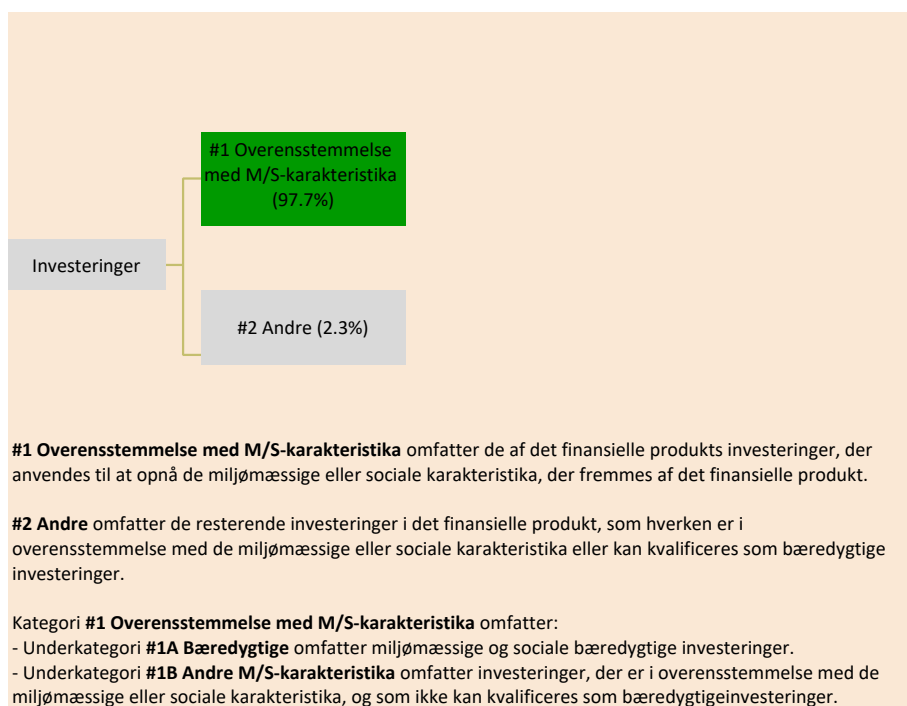 #1 Overensstemmelse
med M/S-karakteristika
(97.7%)
Investeringer
#2 Andre (2.3%)
#1 Overensstemmelse med M/S-karakteristika omfatter de af det finansielle produkts investeringer, der
anvendes til at opnå de miljømæssige eller sociale karakteristika, der fremmes af det finansielle produkt.
#2 Andre omfatter de resterende investeringer i det finansielle produkt, som hverken er i
overensstemmelse med de miljømæssige eller sociale karakteristika eller kan kvalificeres som bæredygtige
investeringer.
Kategori #1 Overensstemmelse med M/S-karakteristika omfatter:
- Underkategori #1A Bæredygtige omfatter miljømæssige og sociale bæredygtige investeringer.
- Underkategori #1B Andre M/S-karakteristika omfatter investeringer, der er i overensstemmelse med de
miljømæssige eller sociale karakteristika, og som ikke kan kvalificeres som bæredygtigeinvesteringer.